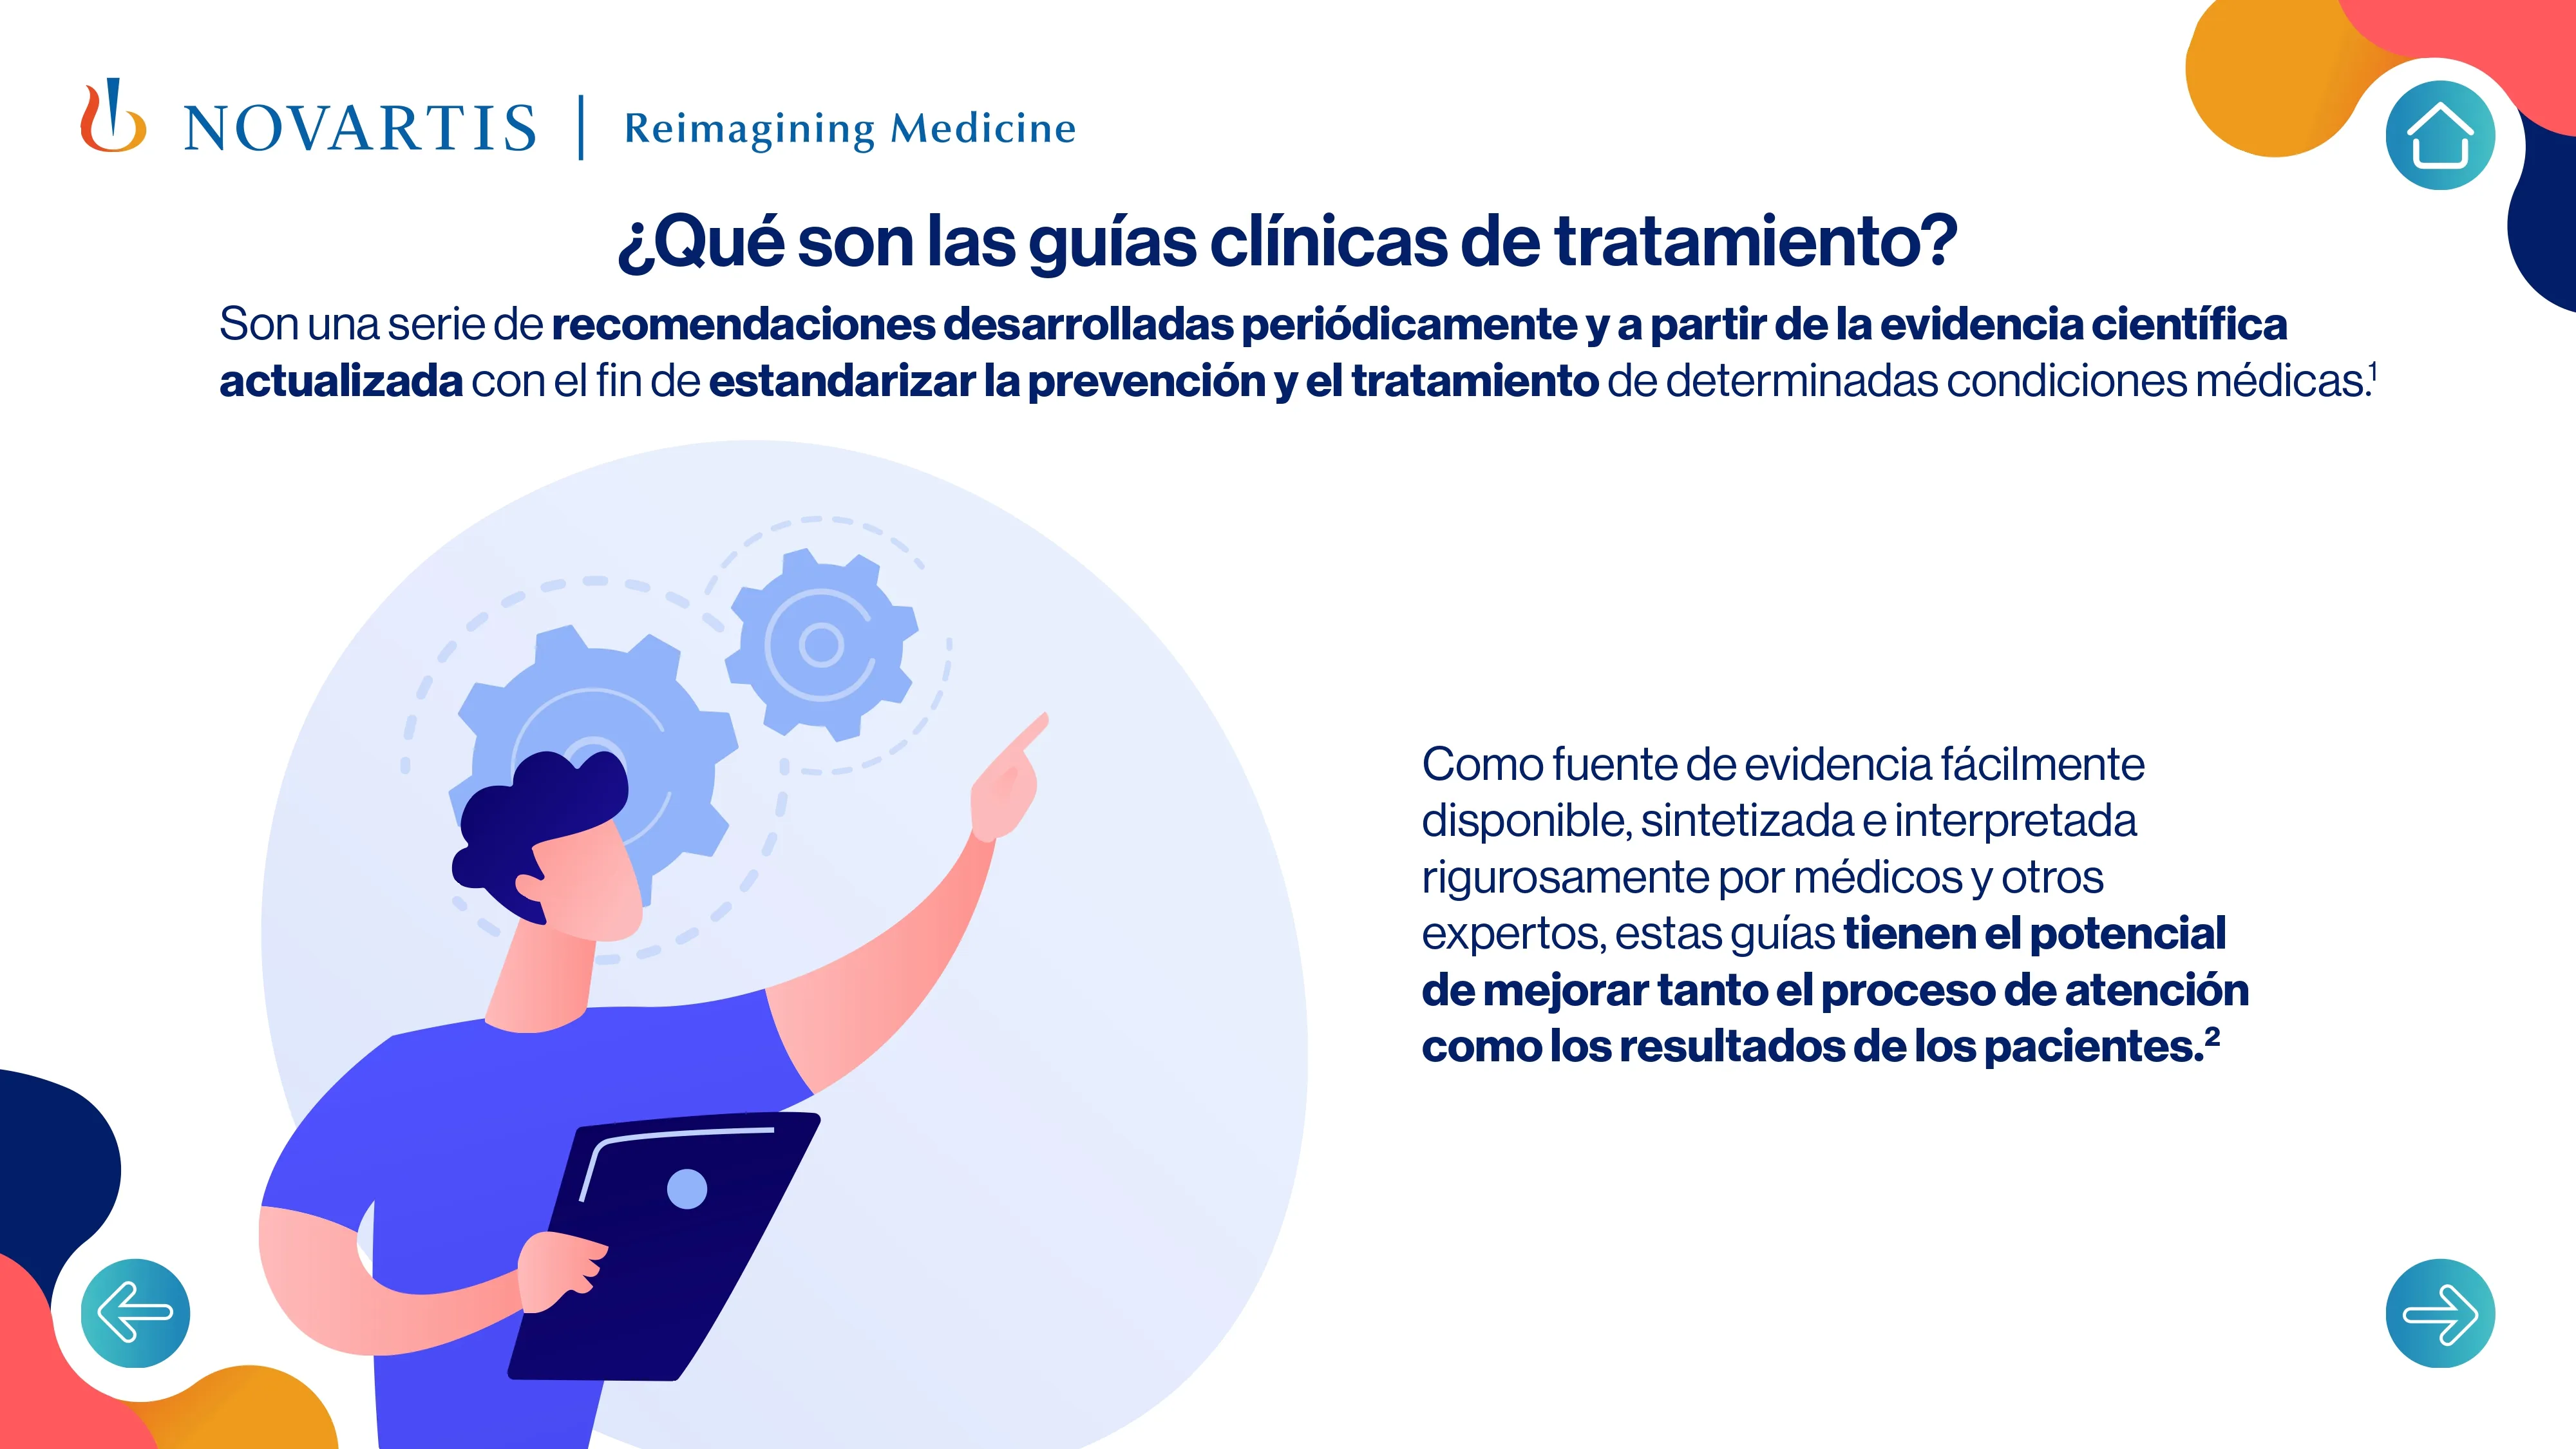 NOVARTIS | Reimagining Medicine
¿Qué son las guías clínicas de tratamiento?
Son una serie de recomendaciones desarrolladas periódicamente y a partir de la evidencia científica
actualizada con el fin de estandarizar la prevención y el tratamiento de determinadas condiciones médicas.¹
Como fuente de evidencia fácilmente
disponible, sintetizada e interpretada
rigurosamente por médicos y otros
expertos, estas guías tienen el potencial
de mejorar tanto el proceso de atención
como los resultados de los pacientes.²